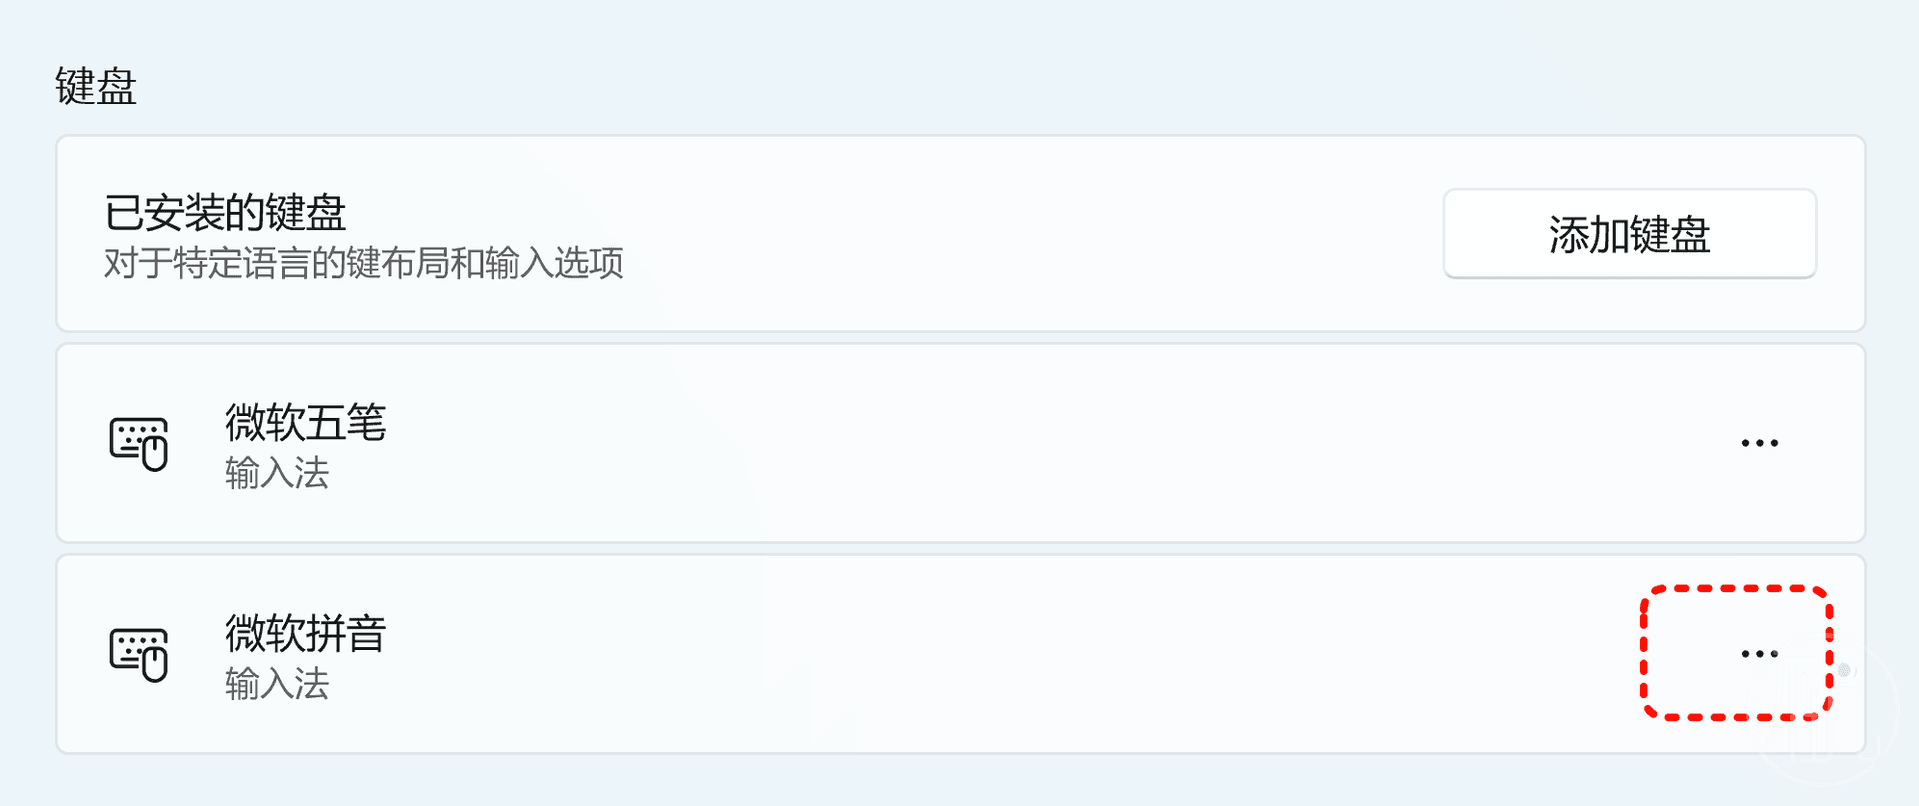 键盘
已安装的键盘
对于特定语言的键布局和输入选项
添加键盘
微软五笔
输入法
微软拼音
输入法